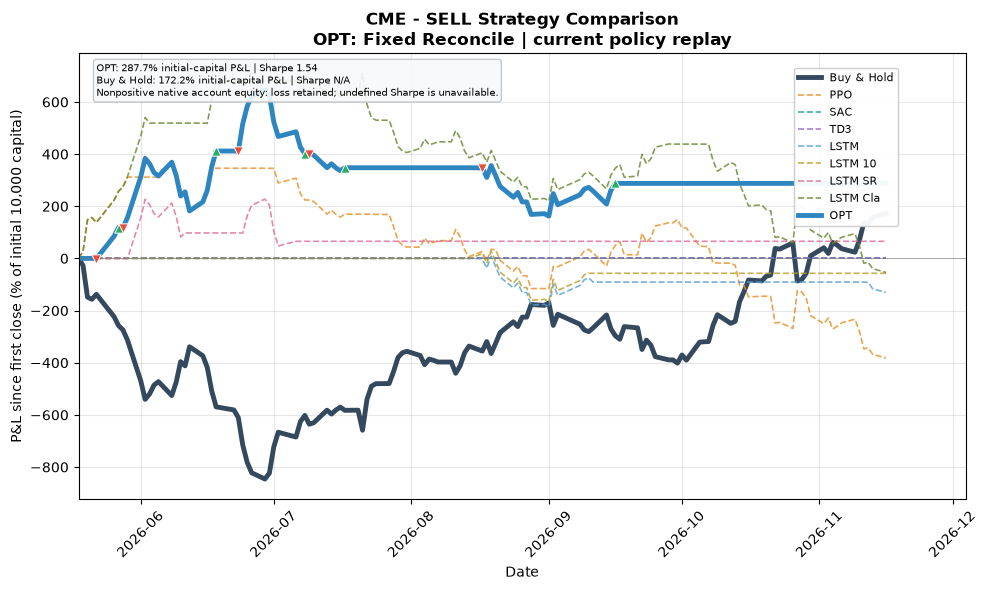 CME - SELL Strategy Comparison
OPT: Fixed Reconcile | current policy replay
OPT: 287.7% initial-capital P&L | Sharpe 1.54
Buy & Hold: 172.2% initial-capital P&L | Sharpe N/A
Nonpositive native account equity: loss retained; undefined Sharpe is unavailable.
Buy & Hold
PPO
SAC
TD3
LSTM
LSTM 10
LSTM SR
LSTM Cla
OPT
P&L since first close (% of initial 10,000 capital)
600
400
200
0
−200
−400
−600
−800
2026-06
2026-07
2026-08
2026-09
2026-10
2026-11
2026-12
Date